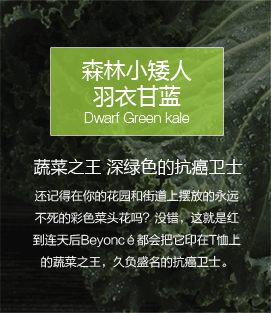 森林小矮人
羽衣甘蓝
Dwarf Green kale
蔬菜之王 深绿色的抗癌卫士
还记得在你的花园和街道上摆放的永远
不死的彩色菜头花吗？没错，这就是红
到连天后Beyoncé都会把它印在T恤上
的蔬菜之王，久负盛名的抗癌卫士。